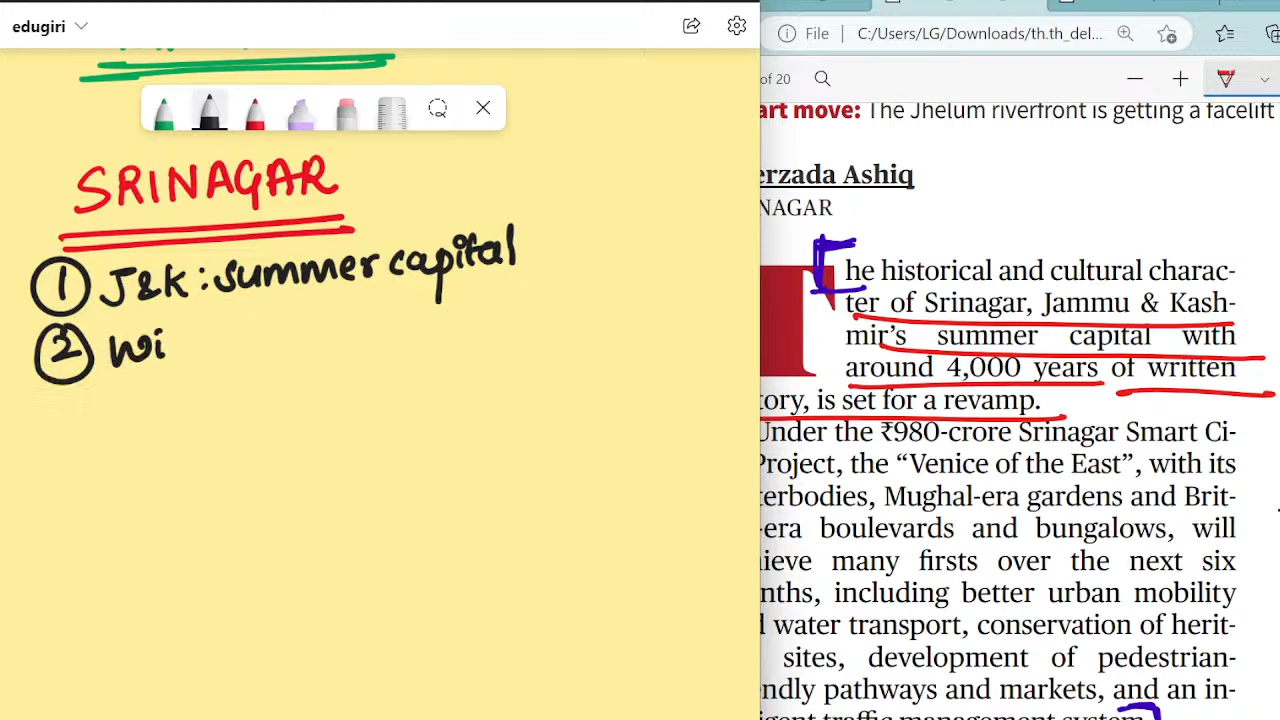 edugiri
SRINAGAR
① J&K : summer capital
② Wi
File
C:/Users/LG/Downloads/th.th_del...
of 20
art move: The Jhelum riverfront is getting a facelift
erzada Ashiq
NAGAR
The historical and cultural charac-
ter of Srinagar, Jammu & Kash-
mir's summer capital with
around 4,000 years of written
tory, is set for a revamp.
Under the ₹980-crore Srinagar Smart Ci-
Project, the “Venice of the East”, with its
terbodies, Mughal-era gardens and Brit-
-era boulevards and bungalows, will
ieve many firsts over the next six
nths, including better urban mobility
d water transport, conservation of herit-
sites, development of pedestrian-
endly pathways and markets, and an in-
igent traffic management system.